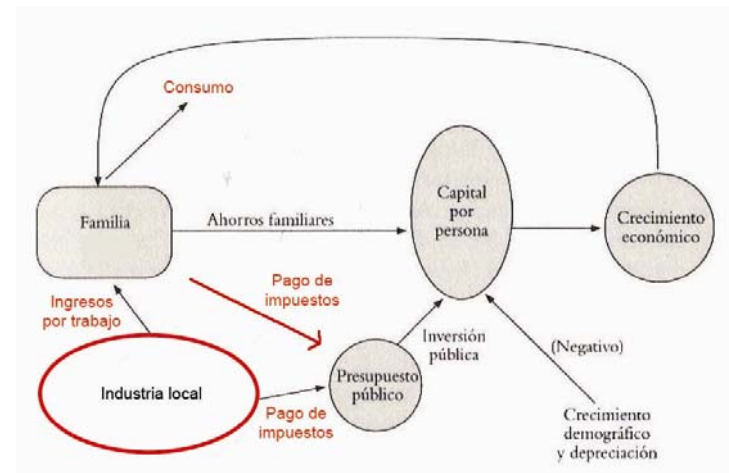 Consumo
Familia
Ahorros familiares
Capital
por
persona
Crecimiento
económico
Ingresos
por trabajo
Pago de
impuestos
Inversión
pública
(Negativo)
Industria local
Presupuesto
público
Pago de
impuestos
Crecimiento
demográfico
y depreciación